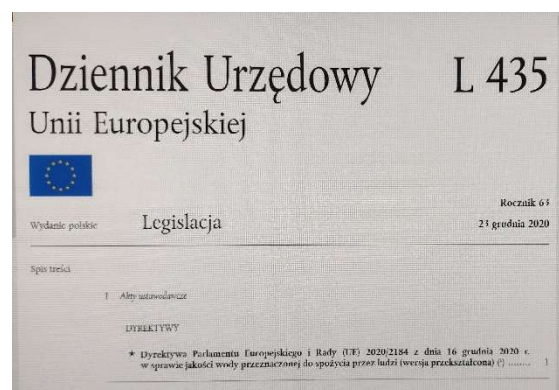 Dziennik Urzędowy L 435
Unii Europejskiej
Rocznik 63
Wydanie polskie Legislacja 23 grudnia 2020
Spis treści
I Akty ustawodawcze
DYREKTYWY
★ Dyrektywa Parlamentu Europejskiego i Rady (UE) 2020/2184 z dnia 16 grudnia 2020 r.
w sprawie jakości wody przeznaczonej do spożycia przez ludzi (wersja przekształcona) (¹) ........ 1